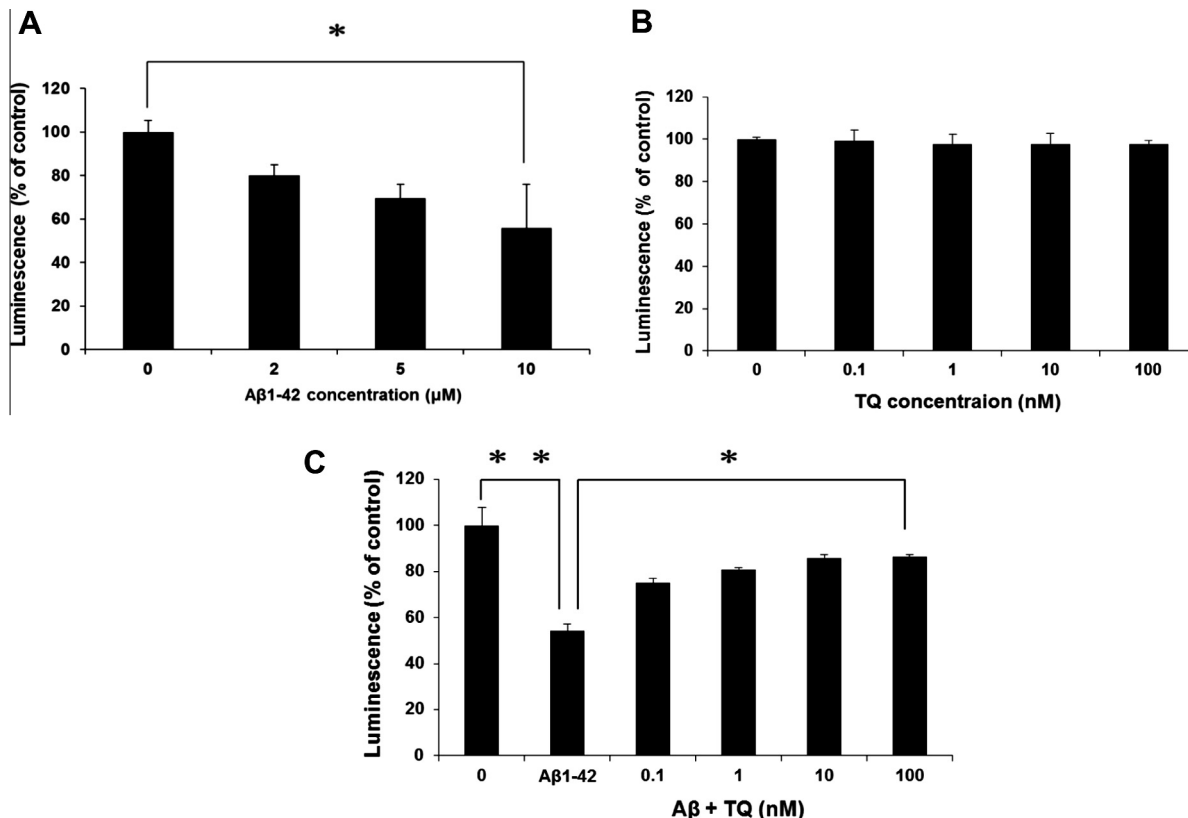 A
*
Luminescence (% of control)
120
100
80
60
40
20
0
0 2 5 10
Aβ1-42 concentration (μM)
B
Luminescence (% of control)
120
100
80
60
40
20
0
0 0.1 1 10 100
TQ concentraion (nM)
C
* * *
Luminescence (% of control)
120
100
80
60
40
20
0
0 Aβ1-42 0.1 1 10 100
Aβ + TQ (nM)